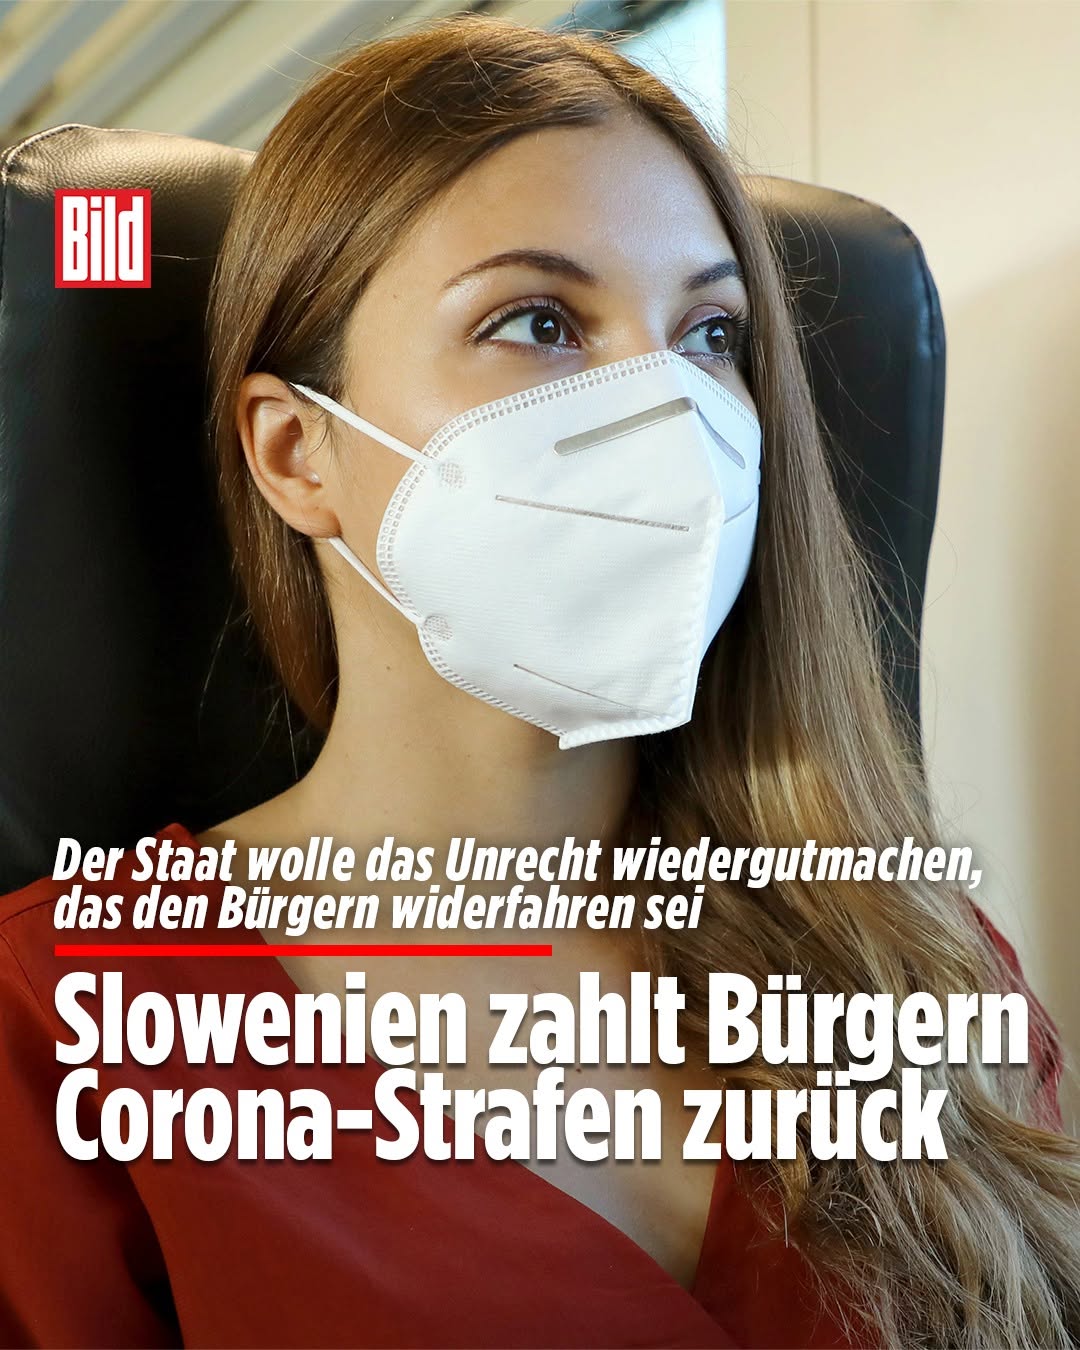 Bild
Der Staat wolle das Unrecht wiedergutmachen,
das den Bürgern widerfahren sei
Slowenien zahlt Bürgern
Corona-Strafen zurück